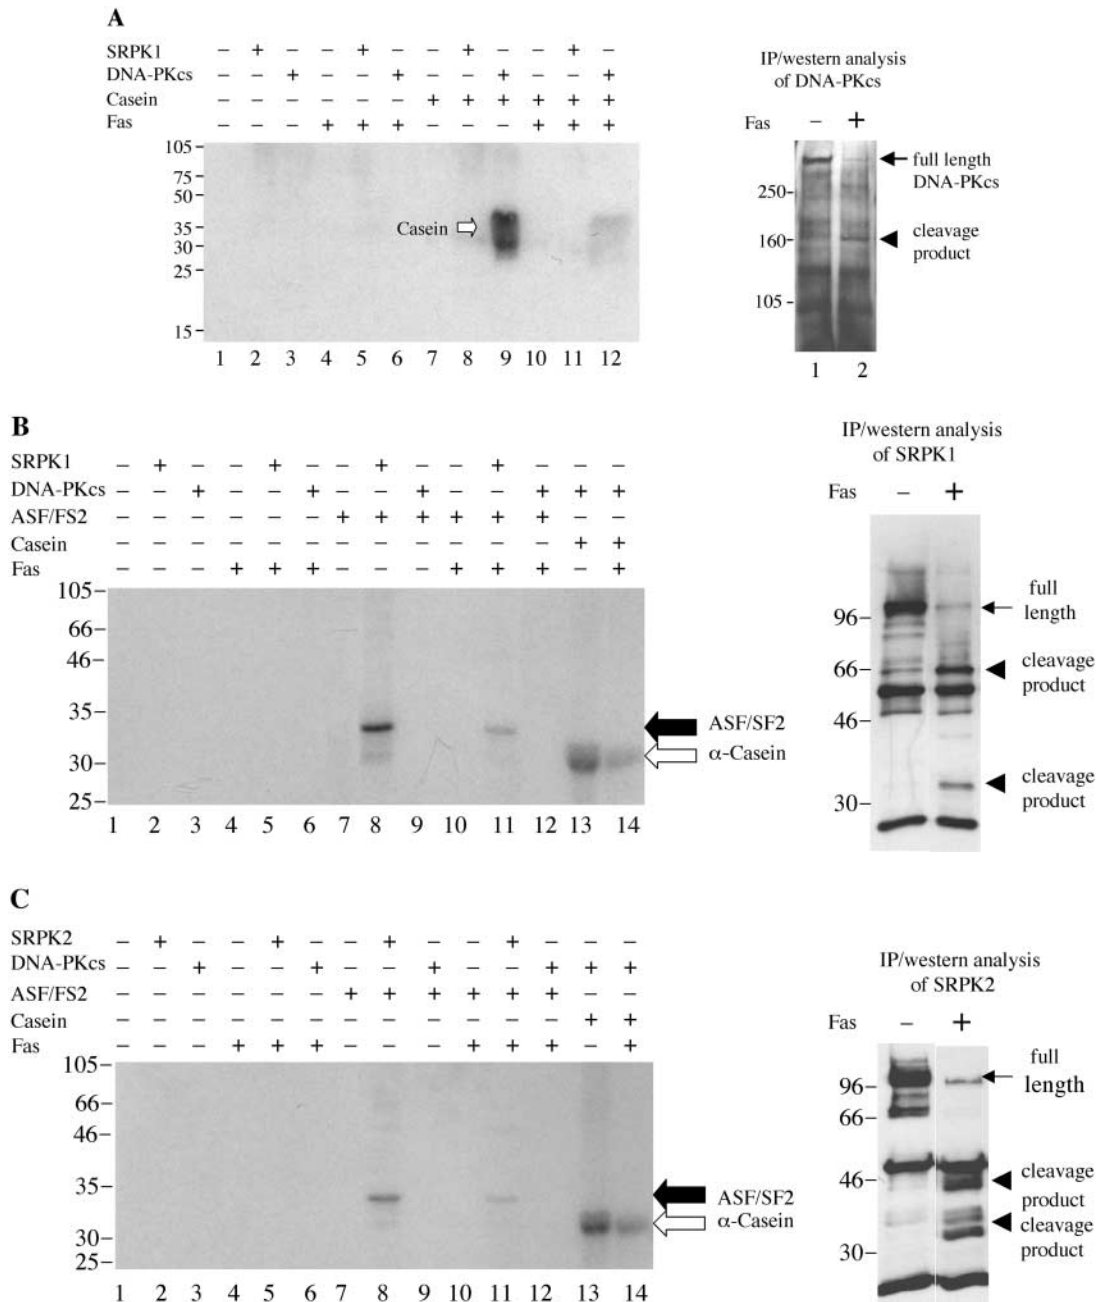 A
SRPK1 – + – – + – – + – – + –
DNA-PKcs – – + – – + – – + – – +
Casein – – – – – – + + + + + +
Fas – – – + + + – – – + + +
105
75
50
35
30
25
15
Casein
1 2 3 4 5 6 7 8 9 10 11 12
IP/western analysis
of DNA-PKcs
Fas – +
250
160
105
full length
DNA-PKcs
cleavage
product
1 2
B
SRPK1 – + – – + – – + – – + – – –
DNA-PKcs – – + – – + – – + – – + + +
ASF/FS2 – – – – – – + + + + + + – –
Casein – – – – – – – – – – – – + +
Fas – – – + + + – – – + + + – +
105
66
46
35
30
25
ASF/SF2
α-Casein
1 2 3 4 5 6 7 8 9 10 11 12 13 14
IP/western analysis
of SRPK1
Fas – +
96
66
46
30
full
length
cleavage
product
cleavage
product
C
SRPK2 – + – – + – – + – – + – – –
DNA-PKcs – – + – – + – – + – – + + +
ASF/FS2 – – – – – – + + + + + + – –
Casein – – – – – – – – – – – – + +
Fas – – – + + + – – – + + + – +
105
66
46
35
30
25
ASF/SF2
α-Casein
1 2 3 4 5 6 7 8 9 10 11 12 13 14
IP/western analysis
of SRPK2
Fas – +
96
66
46
30
full
length
cleavage
product
cleavage
product